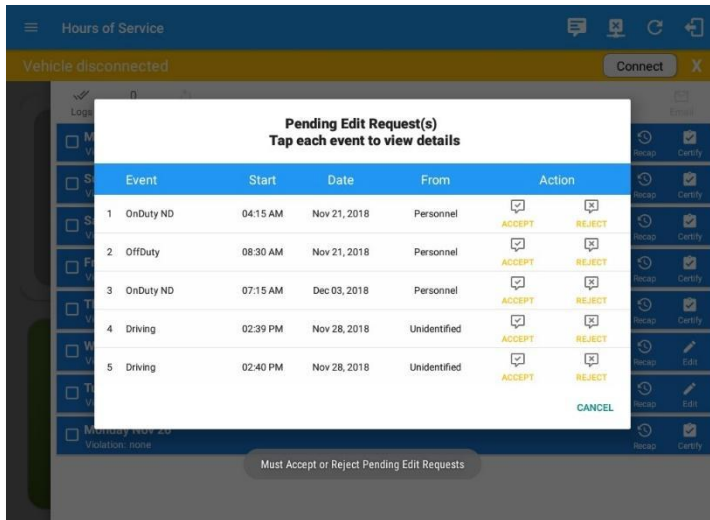 Hours of Service
Vehicle disconnected
Connect X
Logs
Email
Pending Edit Request(s)
Tap each event to view details
Event Start Date From Action
1 OnDuty ND 04:15 AM Nov 21, 2018 Personnel ACCEPT REJECT
2 OffDuty 08:30 AM Nov 21, 2018 Personnel ACCEPT REJECT
3 OnDuty ND 07:15 AM Dec 03, 2018 Personnel ACCEPT REJECT
4 Driving 02:39 PM Nov 28, 2018 Unidentified ACCEPT REJECT
5 Driving 02:40 PM Nov 28, 2018 Unidentified ACCEPT REJECT
CANCEL
Recap Certify
Recap Certify
Recap Certify
Recap Certify
Recap Certify
Recap Edit
Recap Edit
Monday Nov 26
Violation: none
Recap Certify
Must Accept or Reject Pending Edit Requests